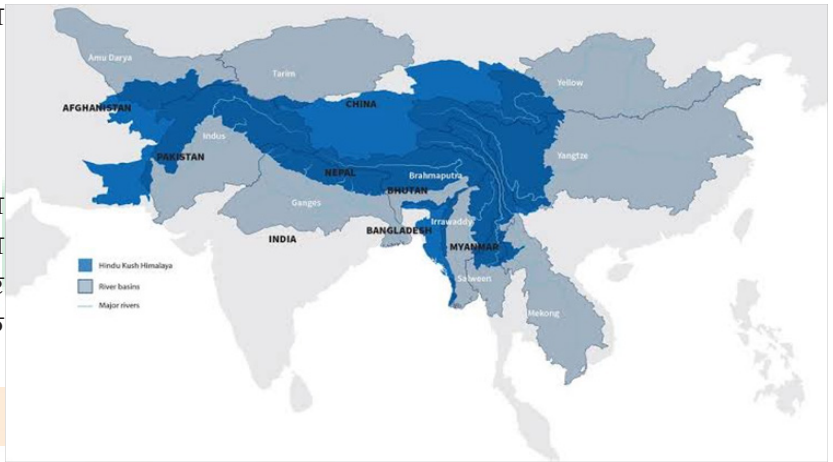 Amu Darya
Tarim
Yellow
AFGHANISTAN
CHINA
Indus
PAKISTAN
Yangtze
NEPAL
Brahmaputra
BHUTAN
Ganges
Irrawaddy
BANGLADESH
INDIA
MYANMAR
Salween
Mekong
Hindu Kush Himalaya
River basins
Major rivers